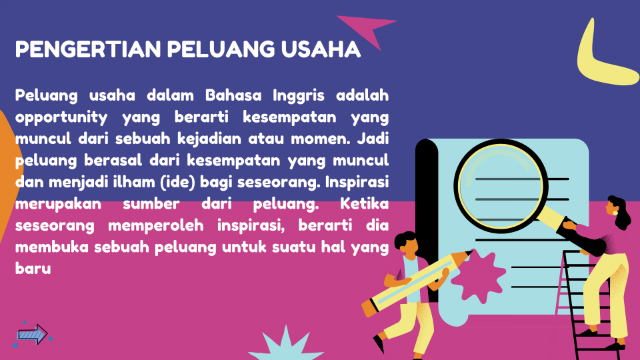 PENGERTIAN PELUANG USAHA
Peluang usaha dalam Bahasa Inggris adalah
opportunity yang berarti kesempatan yang
muncul dari sebuah kejadian atau momen. Jadi
peluang berasal dari kesempatan yang muncul
dan menjadi ilham (ide) bagi seseorang. Inspirasi
merupakan sumber dari peluang. Ketika
seseorang memperoleh inspirasi, berarti dia
membuka sebuah peluang untuk suatu hal yang
baru